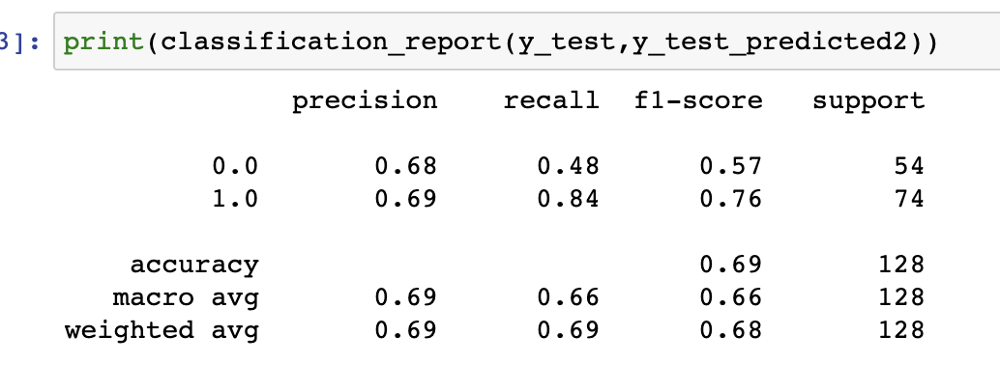 3]: print(classification_report(y_test,y_test_predicted2))
precision recall f1-score support
0.0 0.68 0.48 0.57 54
1.0 0.69 0.84 0.76 74
accuracy 0.69 128
macro avg 0.69 0.66 0.66 128
weighted avg 0.69 0.69 0.68 128